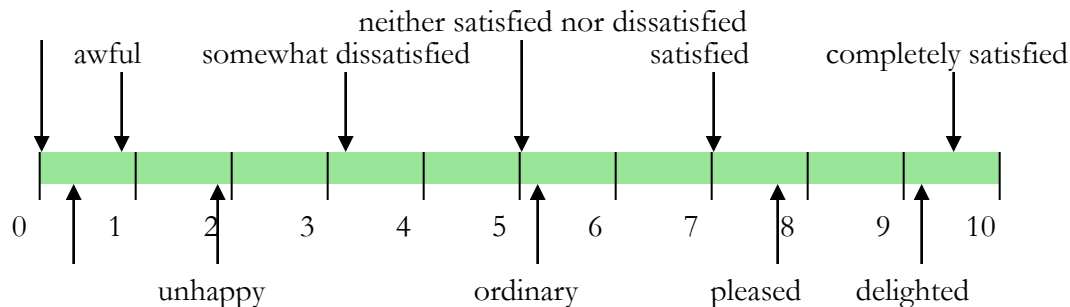 neither satisfied nor dissatisfied
awful somewhat dissatisfied satisfied completely satisfied
0 1 2 3 4 5 6 7 8 9 10
unhappy ordinary pleased delighted